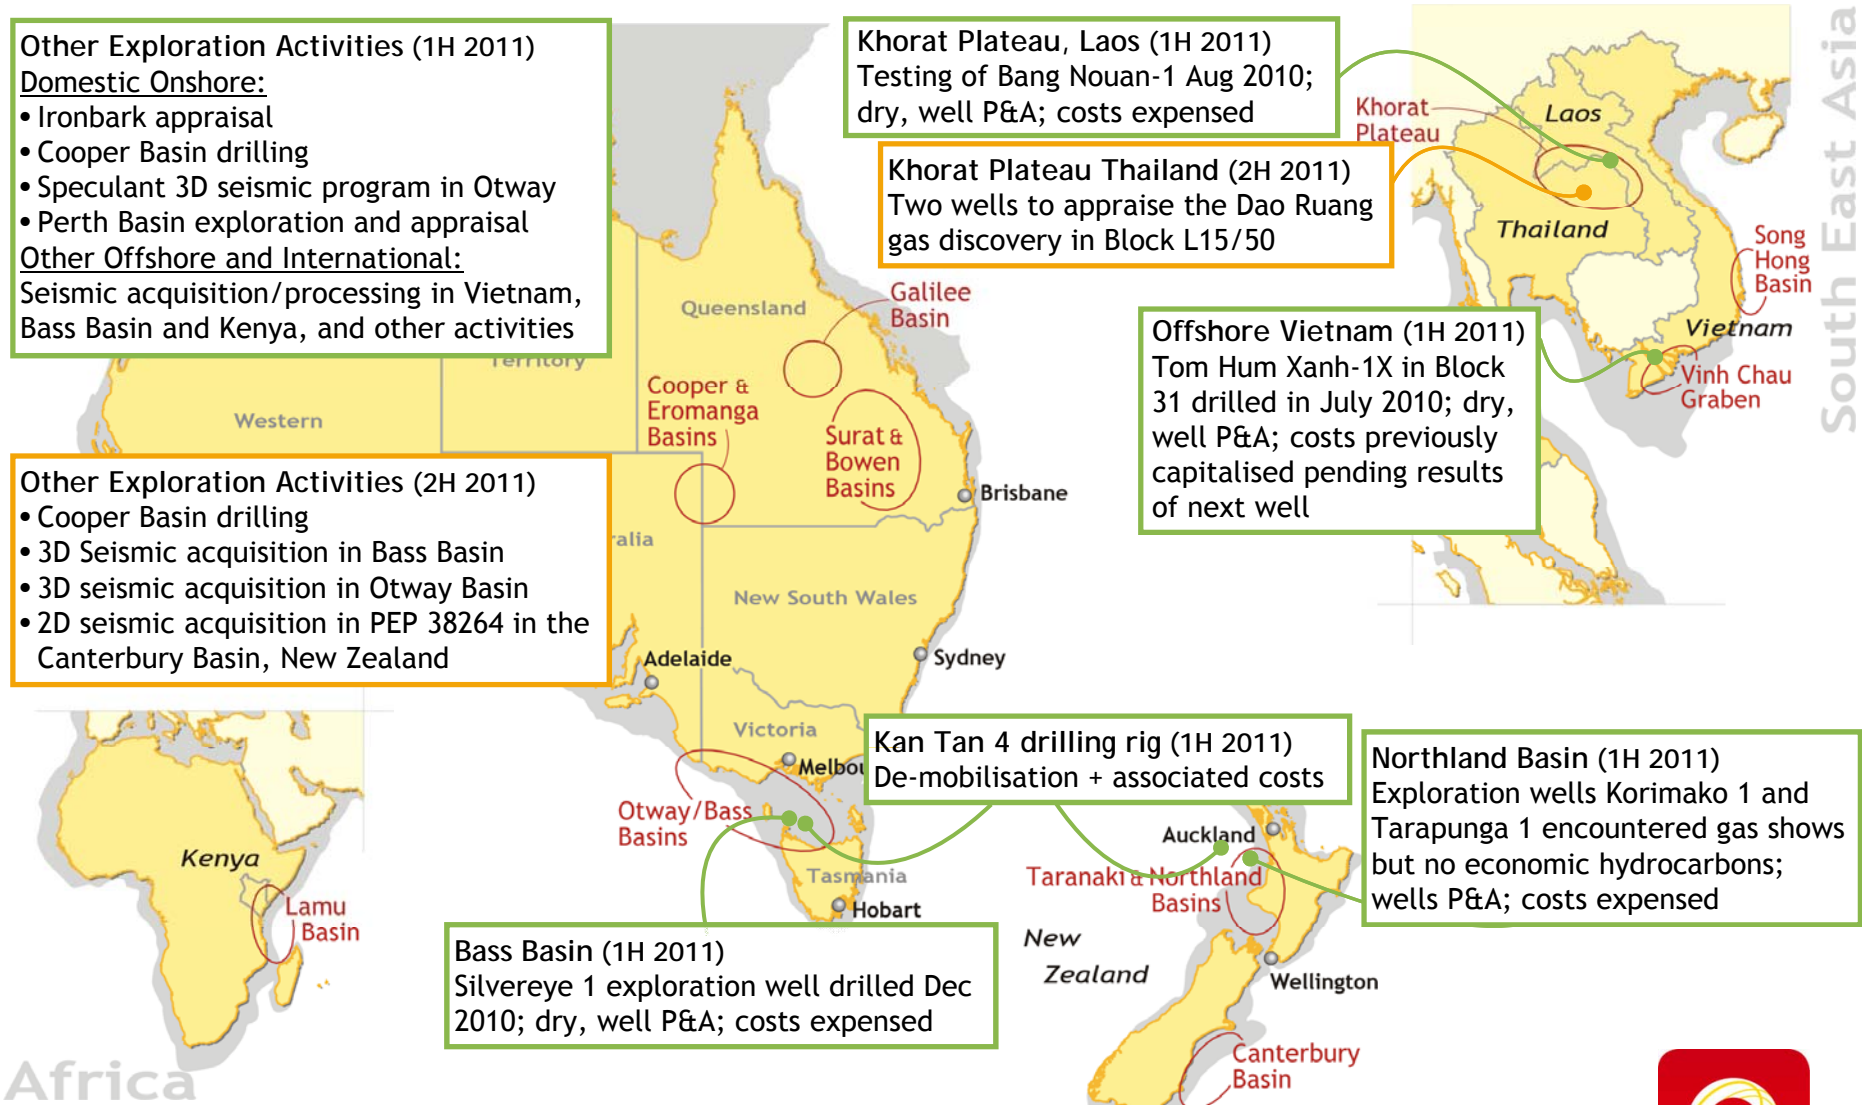 Other Exploration Activities (1H 2011)
Domestic Onshore:
• Ironbark appraisal
• Cooper Basin drilling
• Speculant 3D seismic program in Otway
• Perth Basin exploration and appraisal
Other Offshore and International:
Seismic acquisition/processing in Vietnam,
Bass Basin and Kenya, and other activities
Khorat Plateau, Laos (1H 2011)
Testing of Bang Nouan-1 Aug 2010;
dry, well P&A; costs expensed
Khorat Plateau Thailand (2H 2011)
Two wells to appraise the Dao Ruang
gas discovery in Block L15/50
Khorat
Plateau
Laos
Thailand
Song
Hong
Basin
Vietnam
Vinh Chau
Graben
South East Asia
Offshore Vietnam (1H 2011)
Tom Hum Xanh-1X in Block
31 drilled in July 2010; dry,
well P&A; costs previously
capitalised pending results
of next well
Territory
Western
Queensland
Galilee
Basin
Cooper &
Eromanga
Basins
Surat &
Bowen
Basins
Brisbane
ralia
New South Wales
Adelaide
Sydney
Victoria
Melbou
Other Exploration Activities (2H 2011)
• Cooper Basin drilling
• 3D Seismic acquisition in Bass Basin
• 3D seismic acquisition in Otway Basin
• 2D seismic acquisition in PEP 38264 in the
Canterbury Basin, New Zealand
Kan Tan 4 drilling rig (1H 2011)
De-mobilisation + associated costs
Northland Basin (1H 2011)
Exploration wells Korimako 1 and
Tarapunga 1 encountered gas shows
but no economic hydrocarbons;
wells P&A; costs expensed
Otway/Bass
Basins
Tasmania
Hobart
Kenya
Lamu
Basin
Africa
Bass Basin (1H 2011)
Silvereye 1 exploration well drilled Dec
2010; dry, well P&A; costs expensed
Auckland
Taranaki & Northland
Basins
New
Zealand
Wellington
Canterbury
Basin